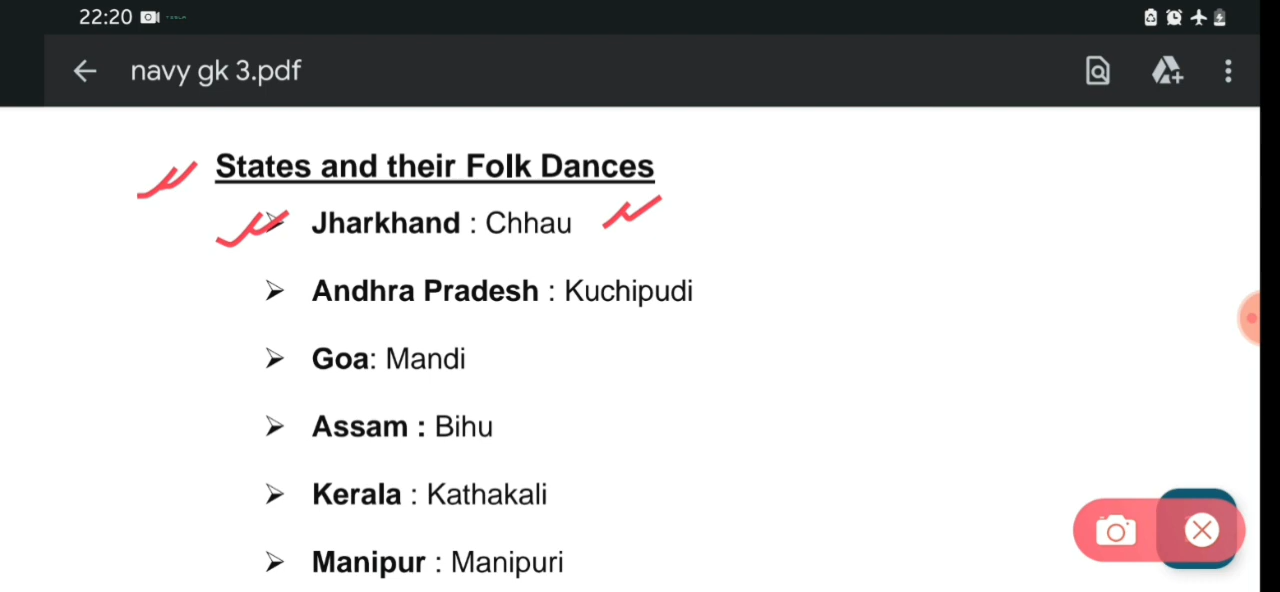 22:20
navy gk 3.pdf
States and their Folk Dances
➢ Jharkhand : Chhau
➢ Andhra Pradesh : Kuchipudi
➢ Goa: Mandi
➢ Assam : Bihu
➢ Kerala : Kathakali
➢ Manipur : Manipuri